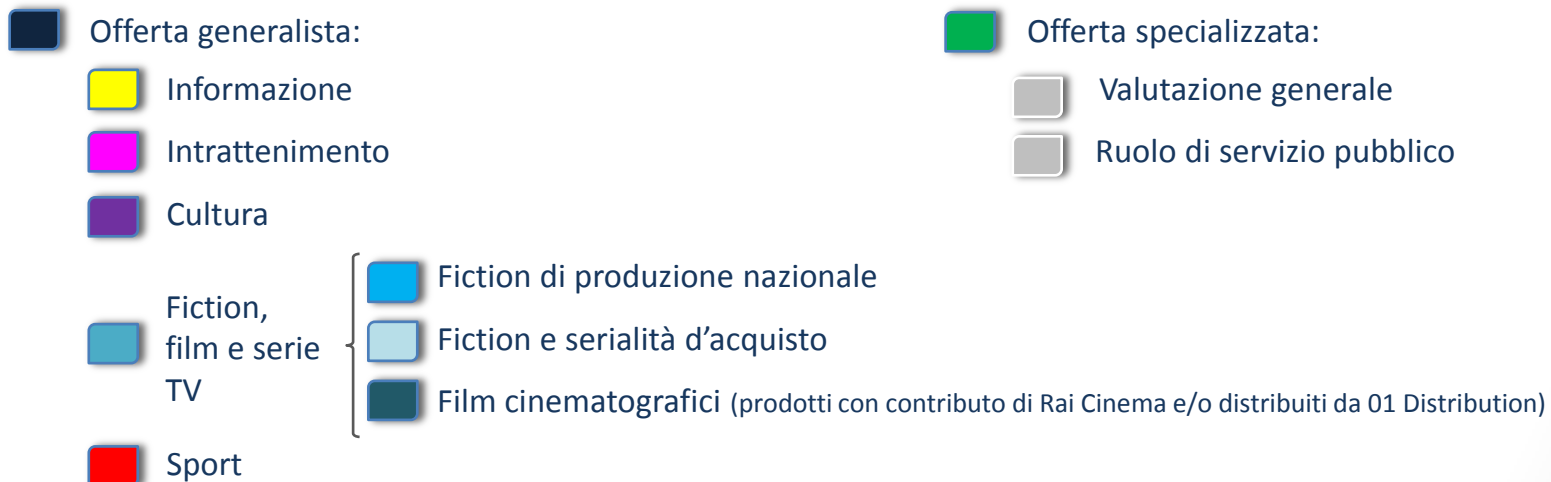 Offerta generalista:
Informazione
Intrattenimento
Cultura
Fiction,
film e serie
TV
Fiction di produzione nazionale
Fiction e serialità d’acquisto
Film cinematografici (prodotti con contributo di Rai Cinema e/o distribuiti da 01 Distribution)
Sport
Offerta specializzata:
Valutazione generale
Ruolo di servizio pubblico